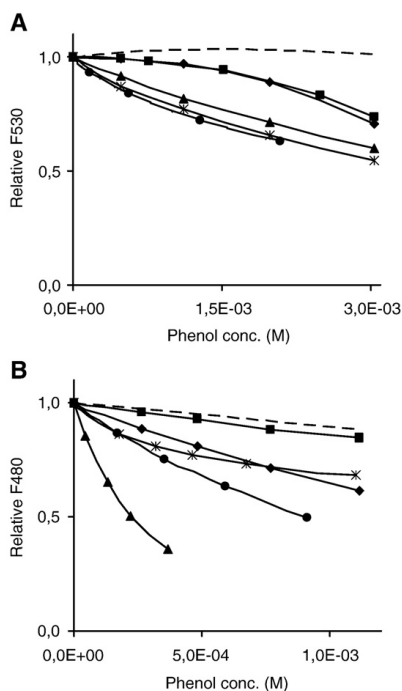 A
Relative F530
1,0
0,5
0,0
0,0E+00 1,5E-03 3,0E-03
Phenol conc. (M)
B
Relative F480
1,0
0,5
0,0
0,0E+00 5,0E-04 1,0E-03
Phenol conc. (M)